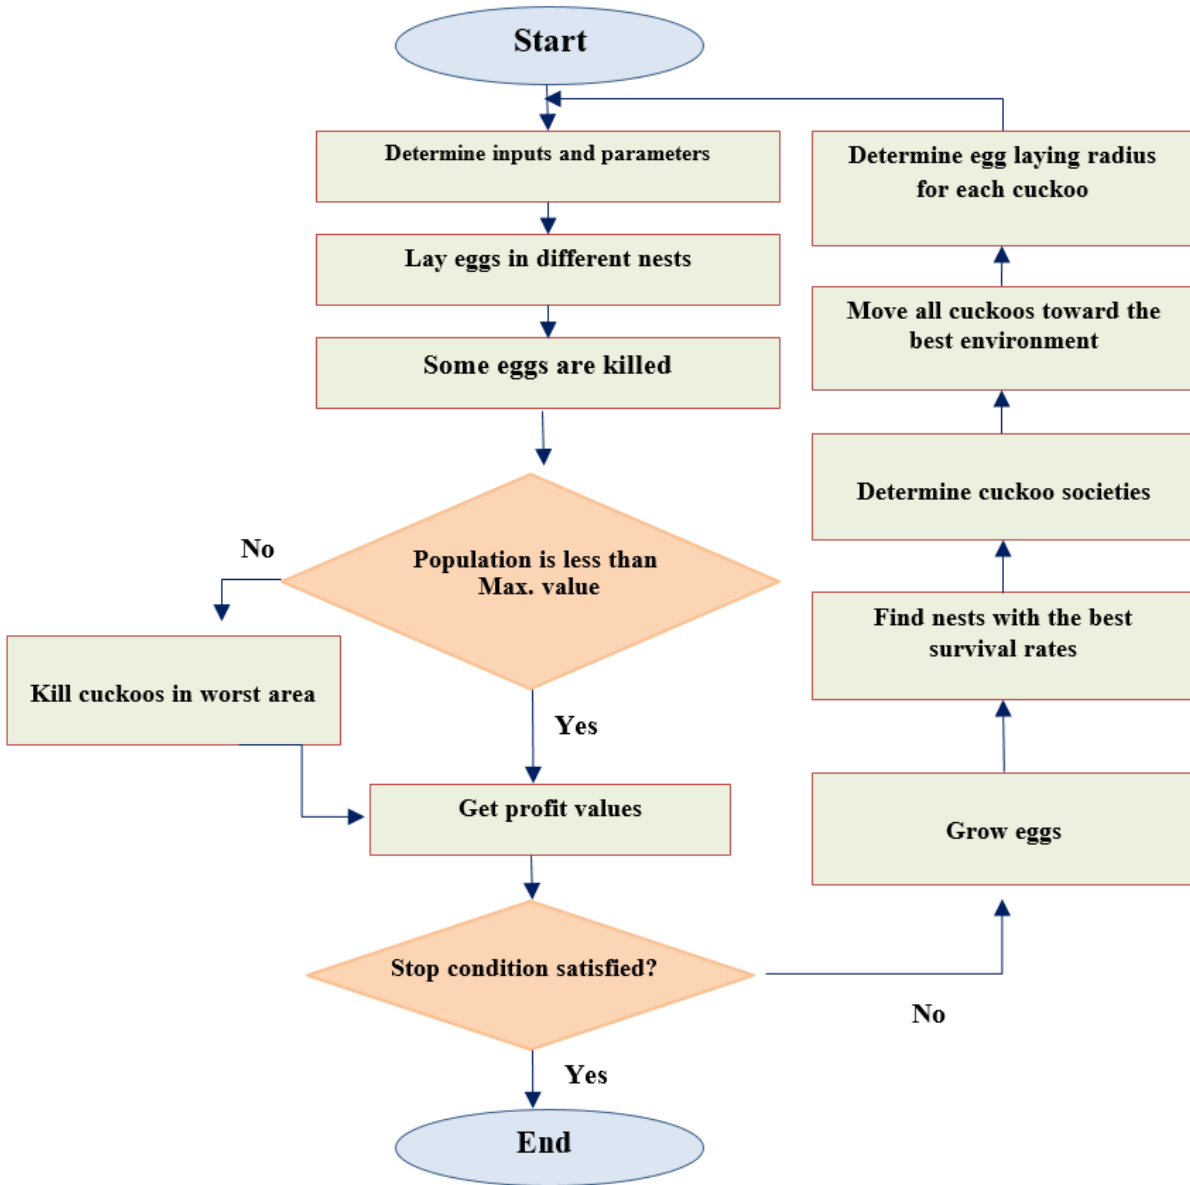 Start
Determine inputs and parameters
Lay eggs in different nests
Some eggs are killed
Population is less than
Max. value
No
Kill cuckoos in worst area
Yes
Get profit values
Stop condition satisfied?
Yes
End
No
Grow eggs
Find nests with the best
survival rates
Determine cuckoo societies
Move all cuckoos toward the
best environment
Determine egg laying radius
for each cuckoo